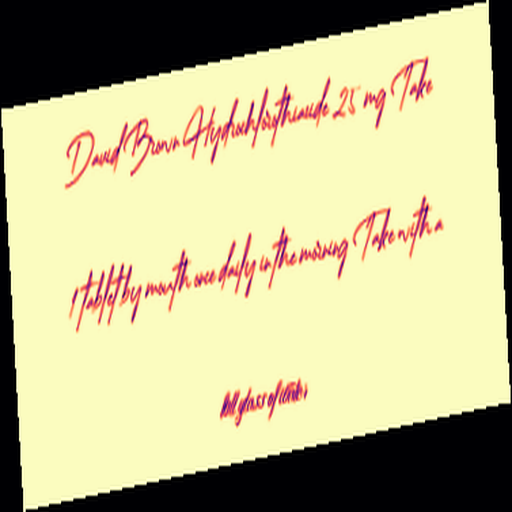 David Brown Hydrochlorothiazide 25 mg Take
1 tablet by mouth once daily in the morning Take with a
full glass of water